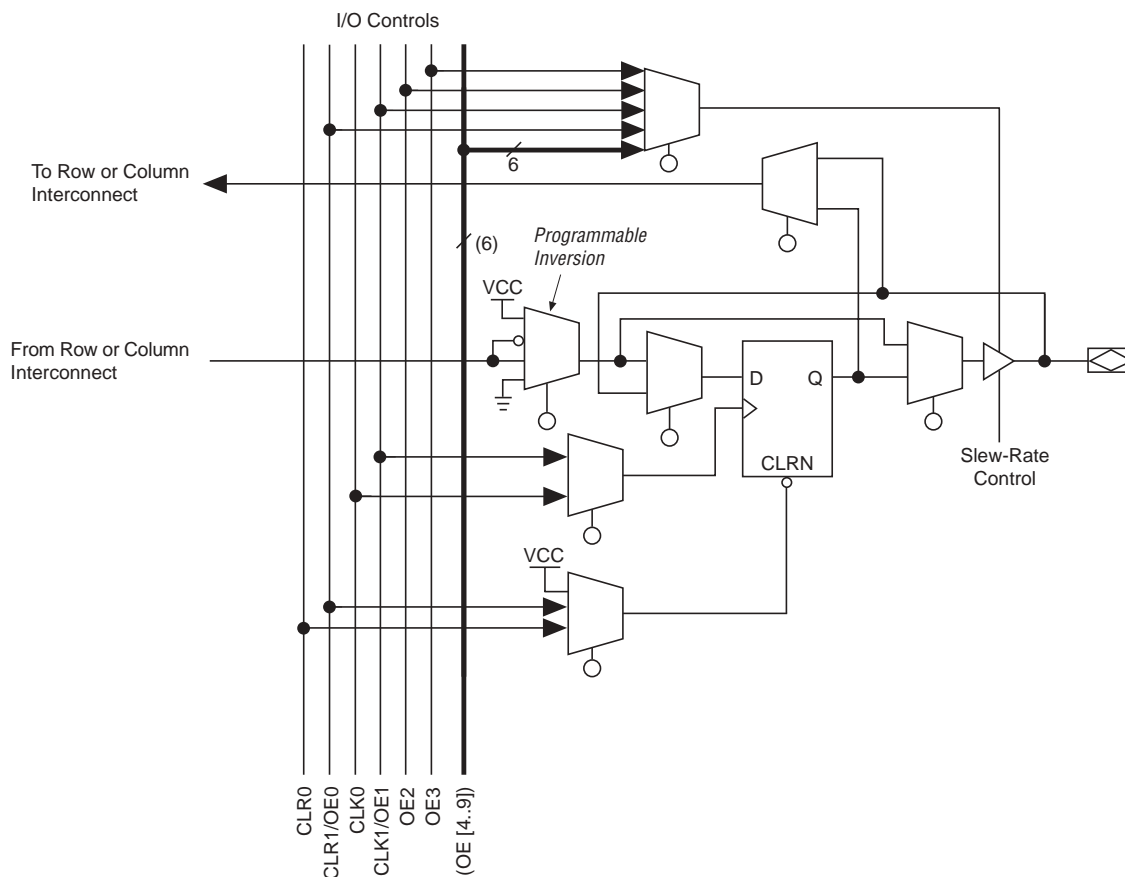 I/O Controls
6
To Row or Column
Interconnect
(6)
Programmable
Inversion
VCC
From Row or Column
Interconnect
D
Q
CLRN
Slew-Rate
Control
VCC
CLR0
CLR1/OE0
CLK0
CLK1/OE1
OE2
OE3
(OE [4..9])